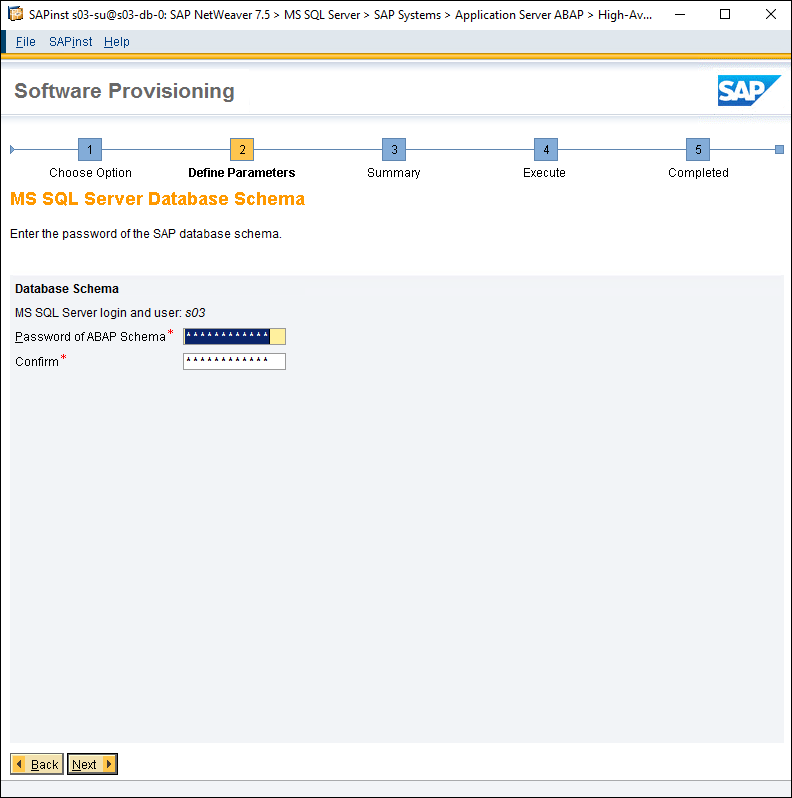 SAPinst s03-su@s03-db-0: SAP NetWeaver 7.5 > MS SQL Server > SAP Systems > Application Server ABAP > High-Av...
File SAPinst Help
Software Provisioning
SAP
1 2 3 4 5
Choose Option Define Parameters Summary Execute Completed
MS SQL Server Database Schema
Enter the password of the SAP database schema.
Database Schema
MS SQL Server login and user: s03
Password of ABAP Schema* ************
Confirm* ************
Back Next